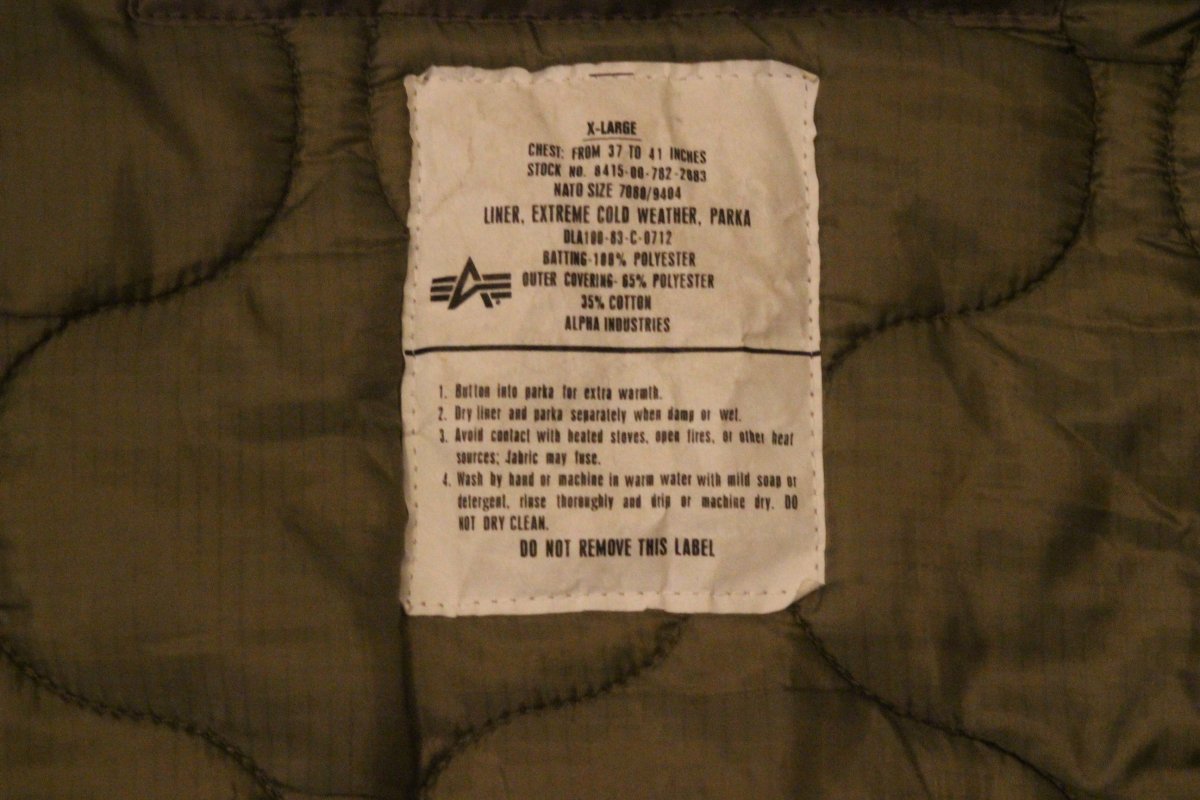 X-LARGE
CHEST: FROM 37 TO 41 INCHES
STOCK NO. 8415-00-782-2883
NATO SIZE 7080/9404
LINER, EXTREME COLD WEATHER, PARKA
DLA100-83-C-0712
BATTING-100% POLYESTER
OUTER COVERING- 65% POLYESTER
35% COTTON
ALPHA INDUSTRIES
1. Button into parka for extra warmth.
2. Dry liner and parka separately when damp or wet.
3. Avoid contact with heated stoves, open fires, or other heat
sources; fabric may fuse.
4. Wash by hand or machine in warm water with mild soap or
detergent, rinse thoroughly and drip or machine dry. DO
NOT DRY CLEAN.
DO NOT REMOVE THIS LABEL